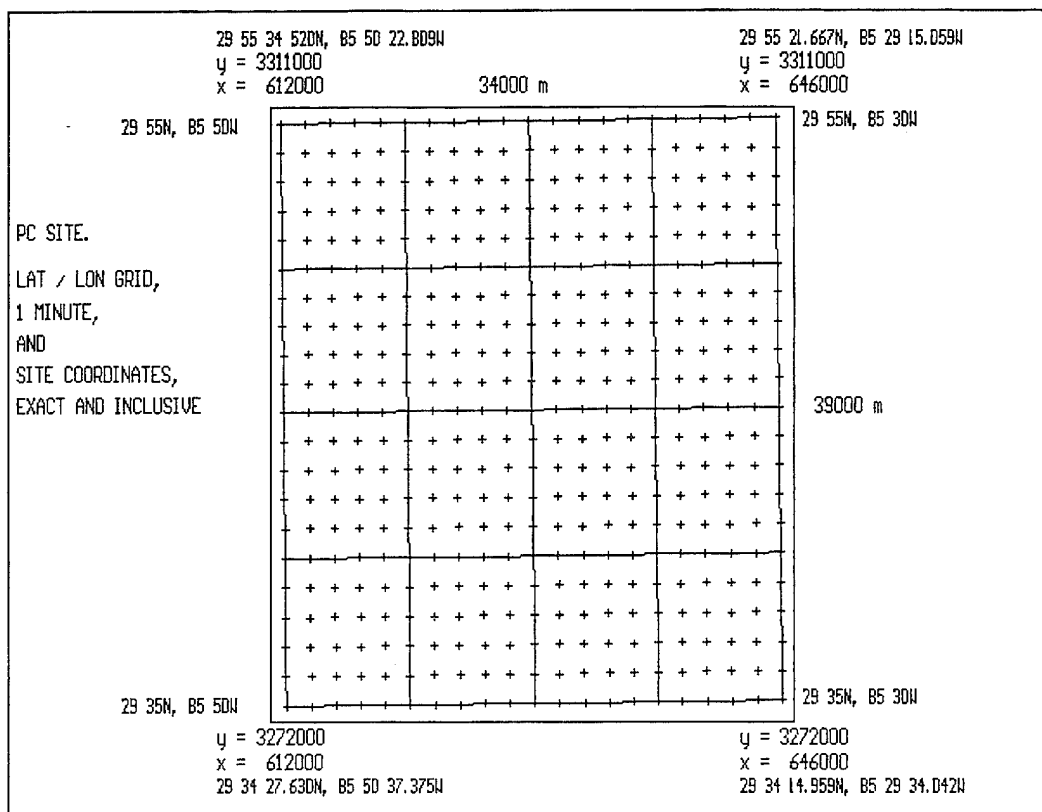 29 55 34.520N, 85 50 22.809W
y = 3311000
x = 612000
34000 m
29 55 21.667N, 85 29 15.059W
y = 3311000
x = 646000
29 55N, 85 50W
29 55N, 85 30W
PC SITE.
LAT / LON GRID,
1 MINUTE,
AND
SITE COORDINATES,
EXACT AND INCLUSIVE
39000 m
29 35N, 85 50W
29 35N, 85 30W
y = 3272000
x = 612000
29 34 27.630N, 85 50 37.375W
y = 3272000
x = 646000
29 34 14.959N, 85 29 34.042W